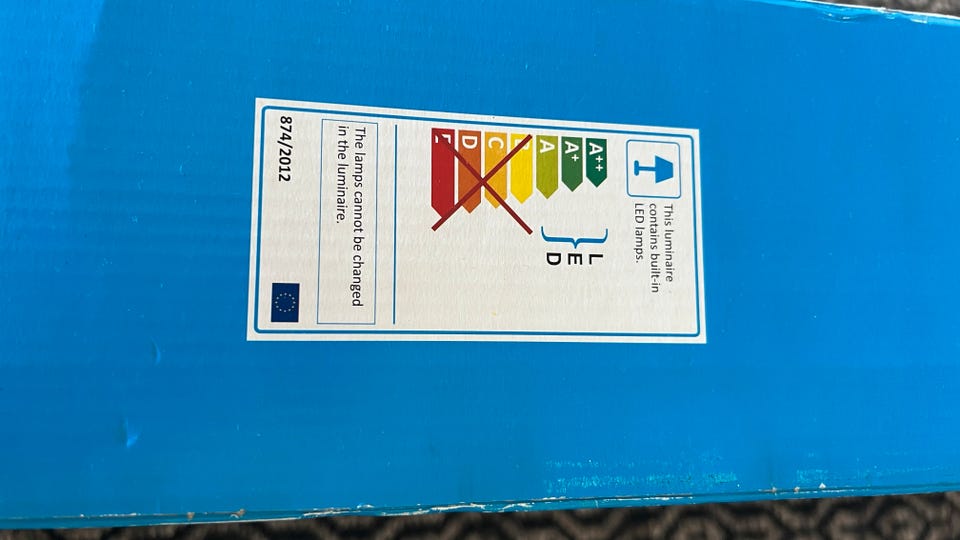 This luminaire
contains built-in
LED lamps.
A++
A+
A
B
C
D
E
L
E
D
The lamps cannot be changed
in the luminaire.
874/2012